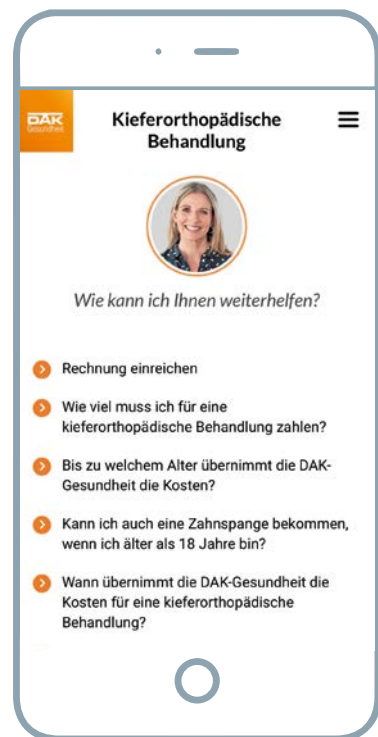 DAK
Gesundheit
Kieferorthopädische
Behandlung
Wie kann ich Ihnen weiterhelfen?
Rechnung einreichen
Wie viel muss ich für eine
kieferorthopädische Behandlung zahlen?
Bis zu welchem Alter übernimmt die DAK-
Gesundheit die Kosten?
Kann ich auch eine Zahnspange bekommen,
wenn ich älter als 18 Jahre bin?
Wann übernimmt die DAK-Gesundheit die
Kosten für eine kieferorthopädische
Behandlung?